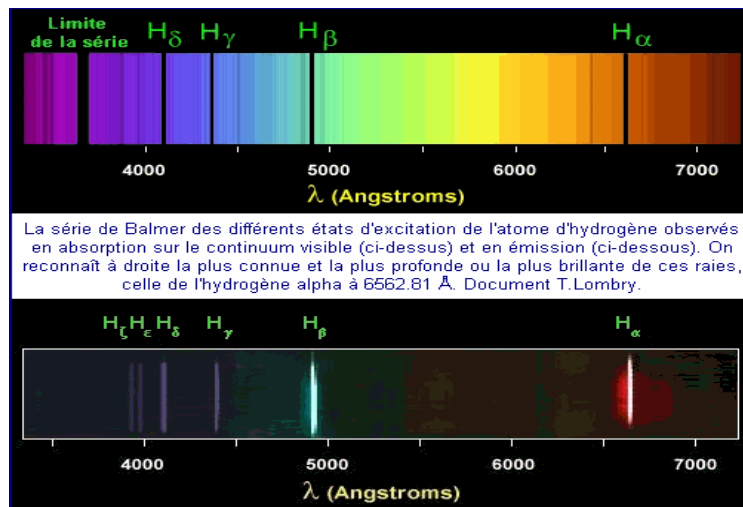 Limite
de la série
Hδ Hγ Hβ Hα
4000 5000 6000 7000
λ (Angstroms)
La série de Balmer des différents états d'excitation de l'atome d'hydrogène observés
en absorption sur le continuum visible (ci-dessus) et en émission (ci-dessous). On
reconnaît à droite la plus connue et la plus profonde ou la plus brillante de ces raies,
celle de l'hydrogène alpha à 6562.81 Å. Document T.Lombry.
Hζ Hε Hδ Hγ Hβ Hα
4000 5000 6000 7000
λ (Angstroms)